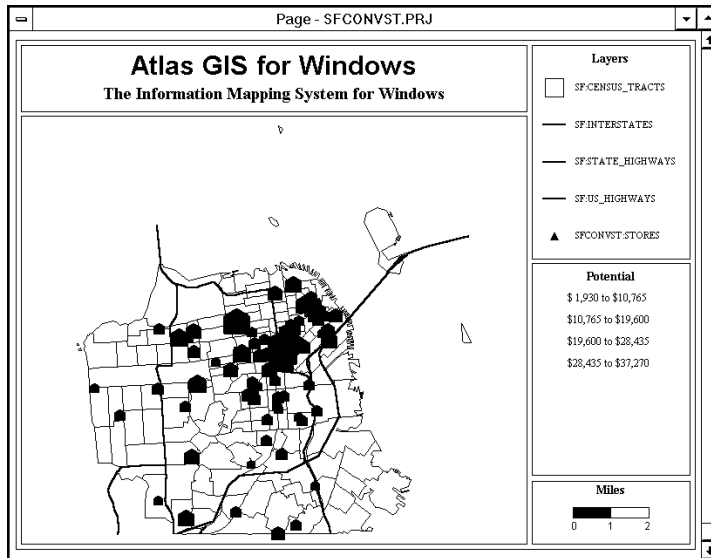 Page - SFCONVST.PRJ
Atlas GIS for Windows
The Information Mapping System for Windows
Layers
SF:CENSUS_TRACTS
SF:INTERSTATES
SF:STATE_HIGHWAYS
SF:US_HIGHWAYS
SFCONVST:STORES
Potential
$ 1,930 to $10,765
$10,765 to $19,600
$19,600 to $28,435
$28,435 to $37,270
Miles
0 1 2